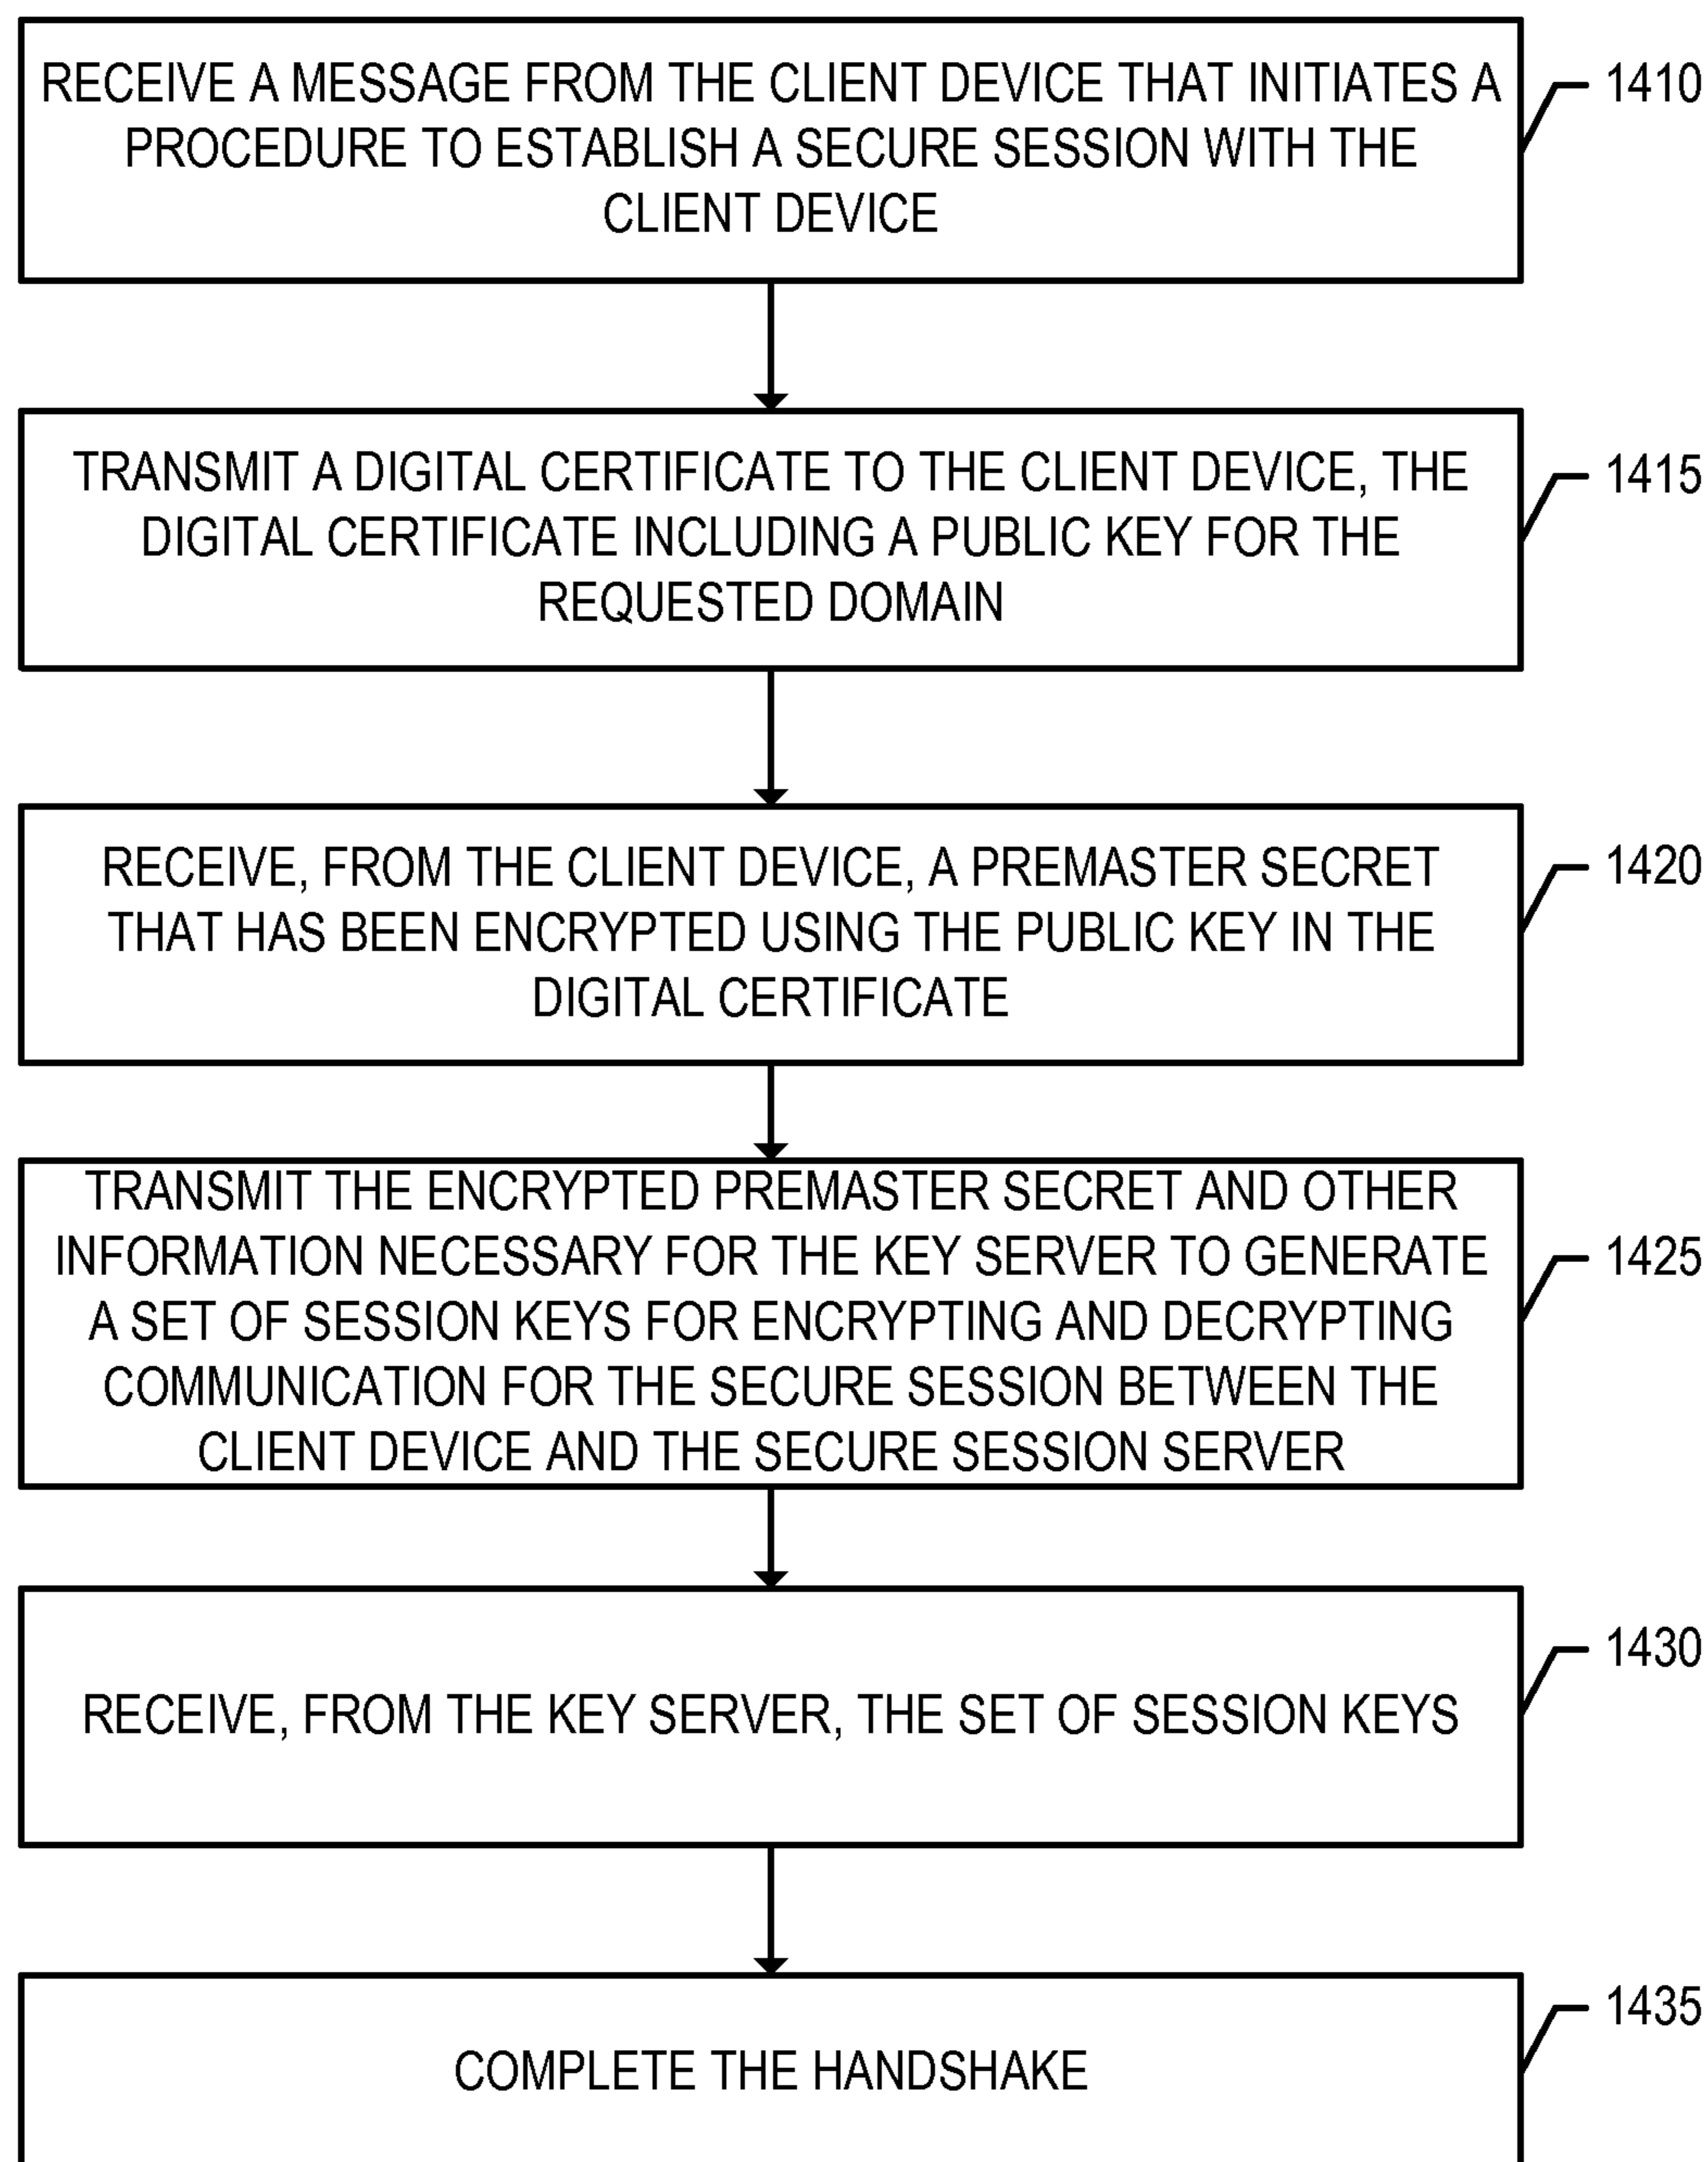 RECEIVE A MESSAGE FROM THE CLIENT DEVICE THAT INITIATES A
PROCEDURE TO ESTABLISH A SECURE SESSION WITH THE
CLIENT DEVICE
1410
TRANSMIT A DIGITAL CERTIFICATE TO THE CLIENT DEVICE, THE
DIGITAL CERTIFICATE INCLUDING A PUBLIC KEY FOR THE
REQUESTED DOMAIN
1415
RECEIVE, FROM THE CLIENT DEVICE, A PREMASTER SECRET
THAT HAS BEEN ENCRYPTED USING THE PUBLIC KEY IN THE
DIGITAL CERTIFICATE
1420
TRANSMIT THE ENCRYPTED PREMASTER SECRET AND OTHER
INFORMATION NECESSARY FOR THE KEY SERVER TO GENERATE
A SET OF SESSION KEYS FOR ENCRYPTING AND DECRYPTING
COMMUNICATION FOR THE SECURE SESSION BETWEEN THE
CLIENT DEVICE AND THE SECURE SESSION SERVER
1425
RECEIVE, FROM THE KEY SERVER, THE SET OF SESSION KEYS
1430
COMPLETE THE HANDSHAKE
1435